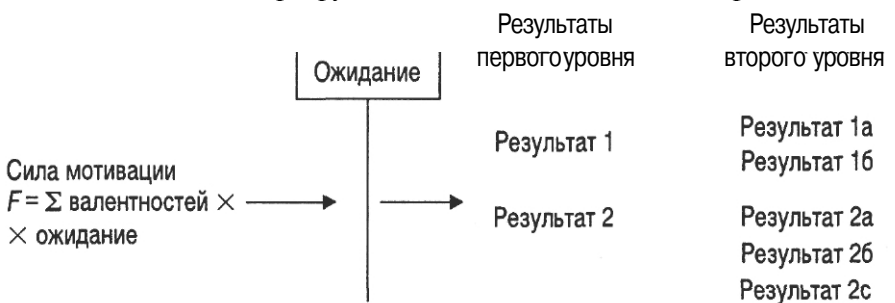 Результаты
первого уровня
Результаты
второго уровня
Ожидание
Результат 1
Результат 1а
Результат 1б
Сила мотивации
F = Σ валентностей ×
× ожидание
Результат 2
Результат 2а
Результат 2б
Результат 2с